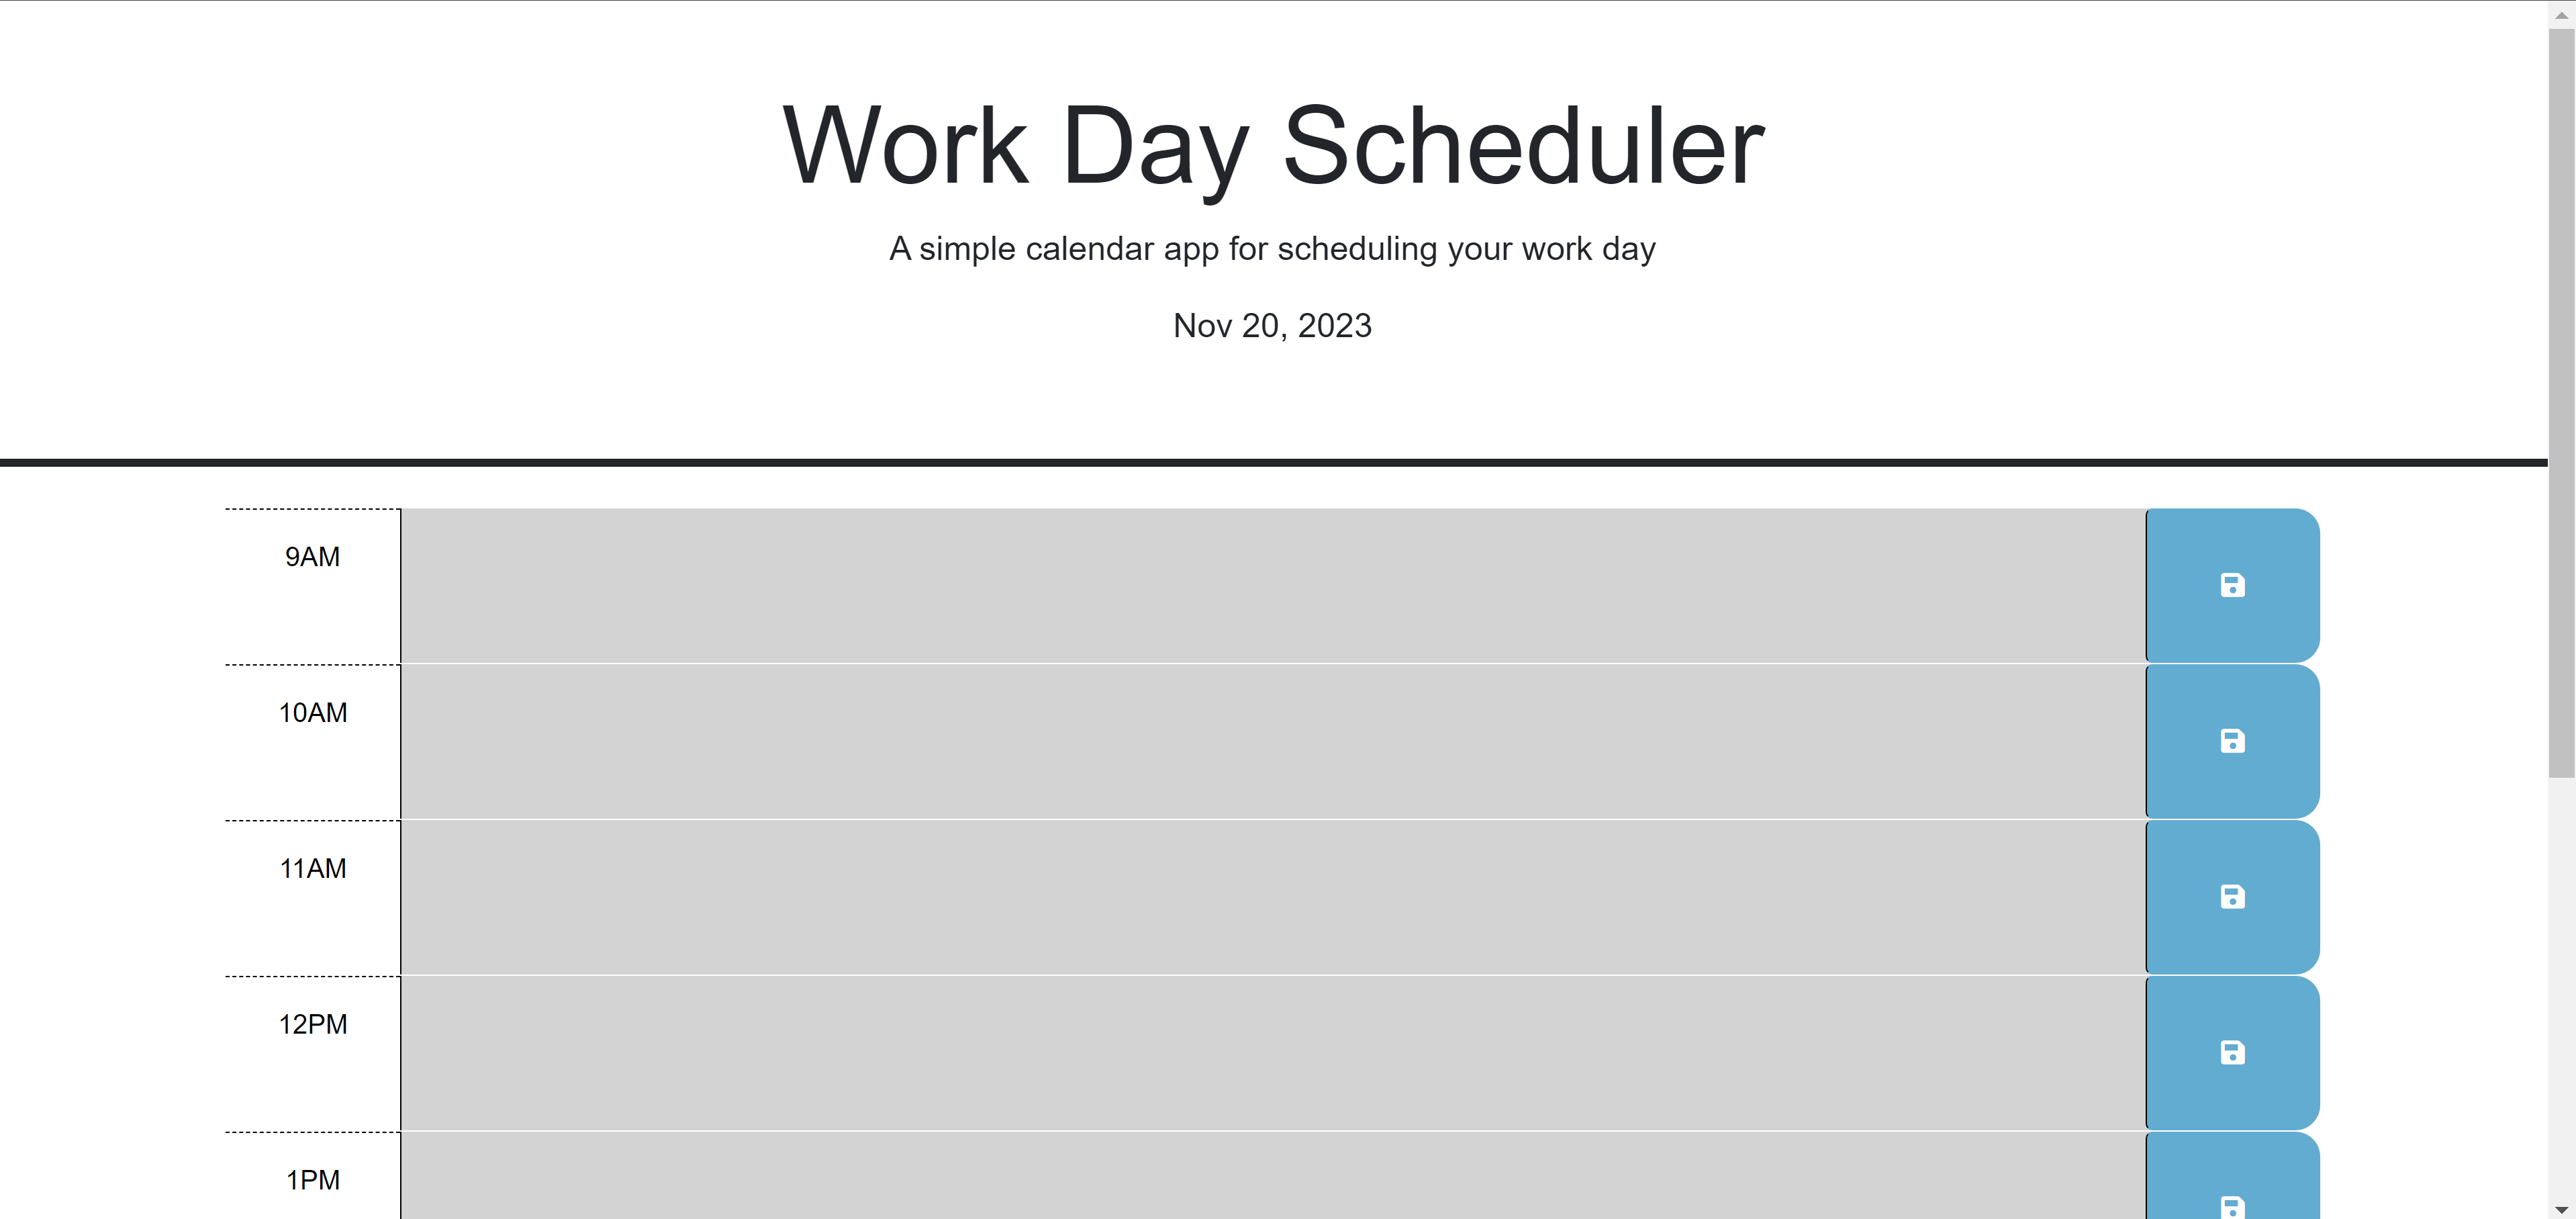 Work Day Scheduler
A simple calendar app for scheduling your work day
Nov 20, 2023
9AM
10AM
11AM
12PM
1PM